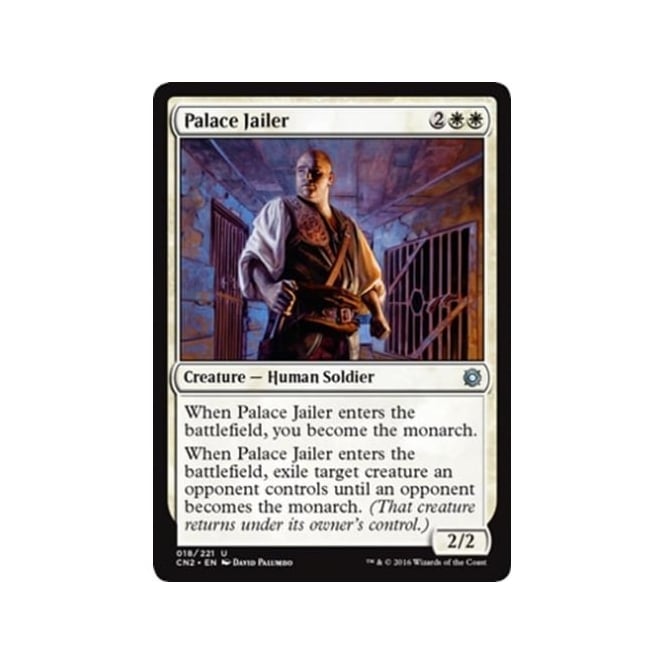 Palace Jailer 2
Creature — Human Soldier
When Palace Jailer enters the
battlefield, you become the monarch.
When Palace Jailer enters the
battlefield, exile target creature an
opponent controls until an opponent
becomes the monarch. (That creature
returns under its owner's control.)
2/2
018/221 U
CN2 • EN David Palumbo ™ & © 2016 Wizards of the Coast